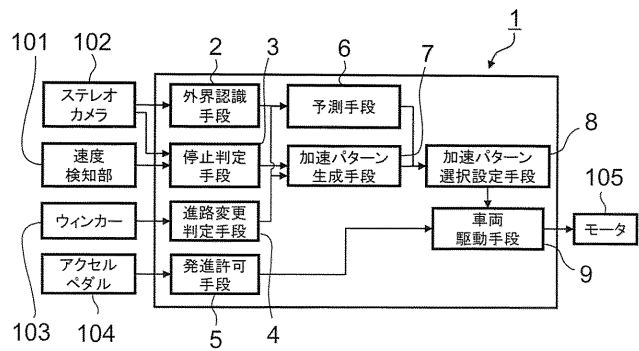 1
102
2
3
6
7
101
ステレオ
カメラ
外界認識
手段
予測手段
8
速度
検知部
停止判定
手段
加速パターン
生成手段
加速パターン
選択設定手段
105
ウィンカー
進路変更
判定手段
車両
駆動手段
モータ
アクセル
ペダル
発進許可
手段
103
104
5
4
9